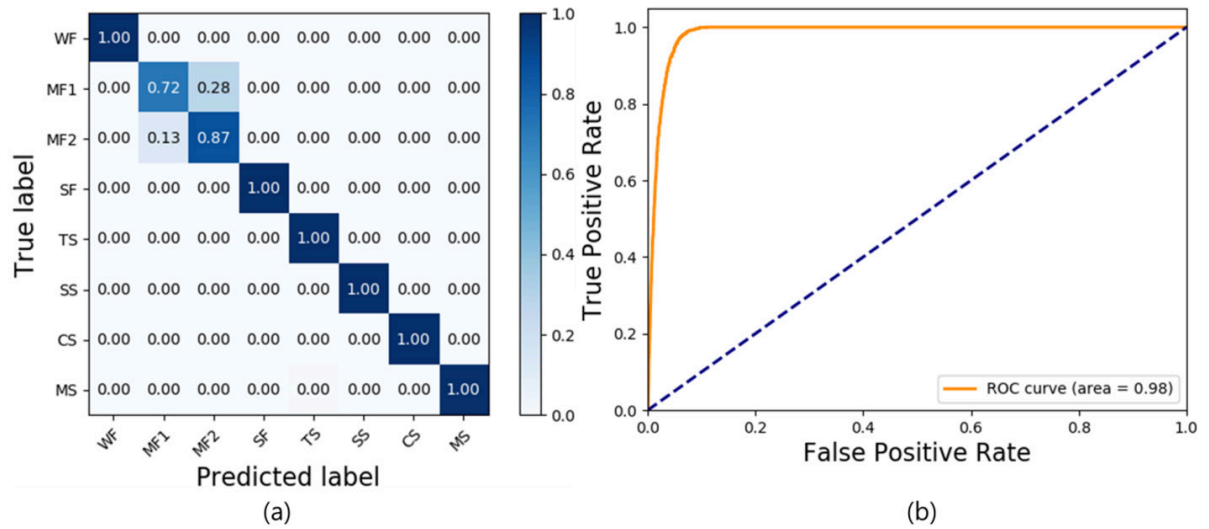 WF 1.00 0.00 0.00 0.00 0.00 0.00 0.00 0.00
MF1 0.00 0.72 0.28 0.00 0.00 0.00 0.00 0.00
MF2 0.00 0.13 0.87 0.00 0.00 0.00 0.00 0.00
SF 0.00 0.00 0.00 1.00 0.00 0.00 0.00 0.00
TS 0.00 0.00 0.00 0.00 1.00 0.00 0.00 0.00
SS 0.00 0.00 0.00 0.00 0.00 1.00 0.00 0.00
CS 0.00 0.00 0.00 0.00 0.00 0.00 1.00 0.00
MS 0.00 0.00 0.00 0.00 0.00 0.00 0.00 1.00
WF MF1 MF2 SF TS SS CS MS
True label
Predicted label
1.0
0.8
0.6
0.4
0.2
0.0
(a)
True Positive Rate
1.0
0.8
0.6
0.4
0.2
0.0
ROC curve (area = 0.98)
0.0 0.2 0.4 0.6 0.8 1.0
False Positive Rate
(b)